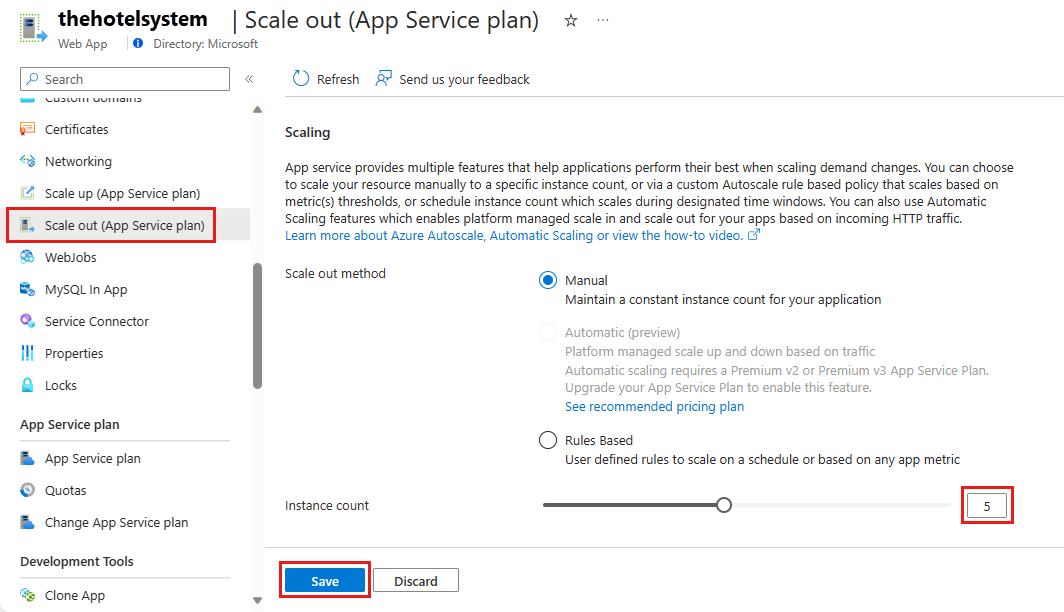 thehotelsystem | Scale out (App Service plan)
Web App
Directory: Microsoft
Search
Custom domains
Certificates
Networking
Scale up (App Service plan)
Scale out (App Service plan)
WebJobs
MySQL In App
Service Connector
Properties
Locks
App Service plan
App Service plan
Quotas
Change App Service plan
Development Tools
Clone App
Refresh
Send us your feedback
Scaling
App service provides multiple features that help applications perform their best when scaling demand changes. You can choose
to scale your resource manually to a specific instance count, or via a custom Autoscale rule based policy that scales based on
metric(s) thresholds, or schedule instance count which scales during designated time windows. You can also use Automatic
Scaling features which enables platform managed scale in and scale out for your apps based on incoming HTTP traffic.
Learn more about Azure Autoscale, Automatic Scaling or view the how-to video.
Scale out method
Manual
Maintain a constant instance count for your application
Automatic (preview)
Platform managed scale up and down based on traffic
Automatic scaling requires a Premium v2 or Premium v3 App Service Plan.
Upgrade your App Service Plan to enable this feature.
See recommended pricing plan
Rules Based
User defined rules to scale on a schedule or based on any app metric
Instance count
5
Save
Discard